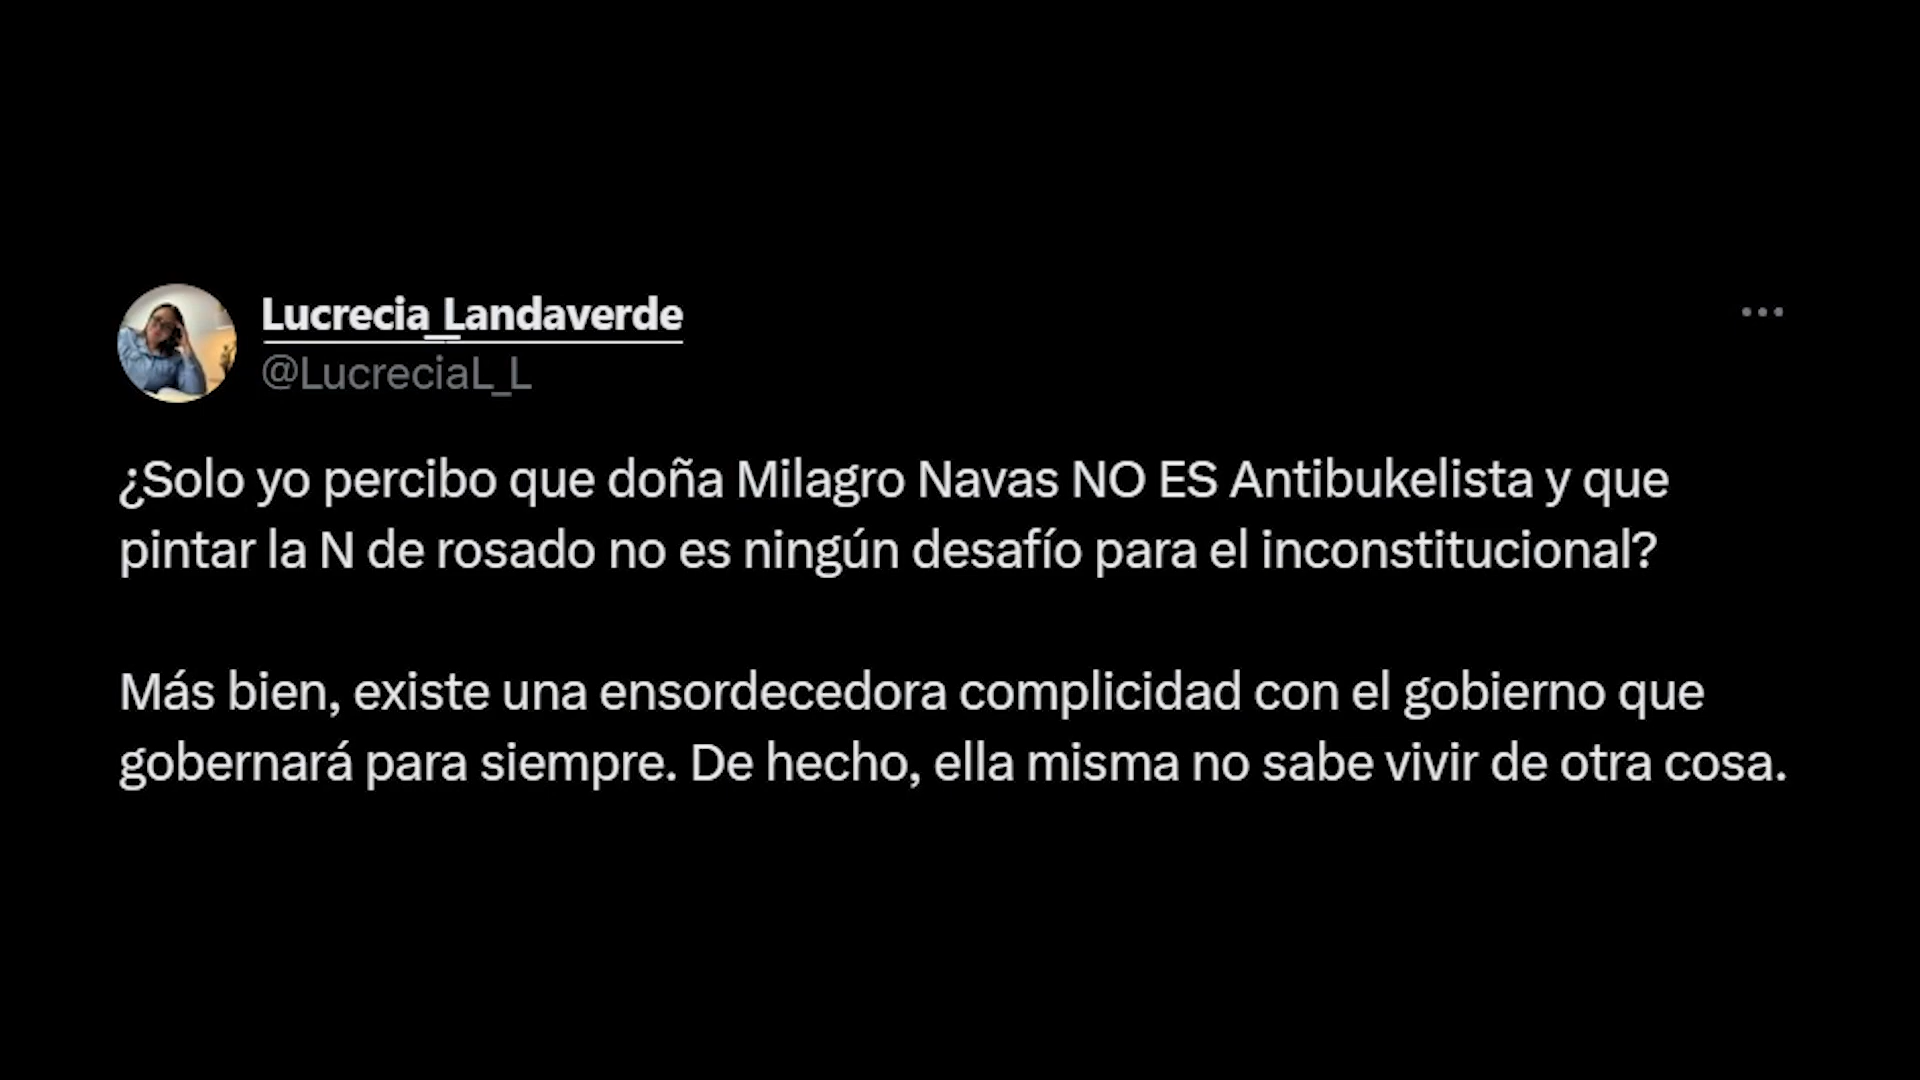 Lucrecia_Landaverde
@LucreciaL_L
¿Solo yo percibo que doña Milagro Navas NO ES Antibukelista y que
pintar la N de rosado no es ningún desafío para el inconstitucional?
Más bien, existe una ensordecedora complicidad con el gobierno que
gobernará para siempre. De hecho, ella misma no sabe vivir de otra cosa.